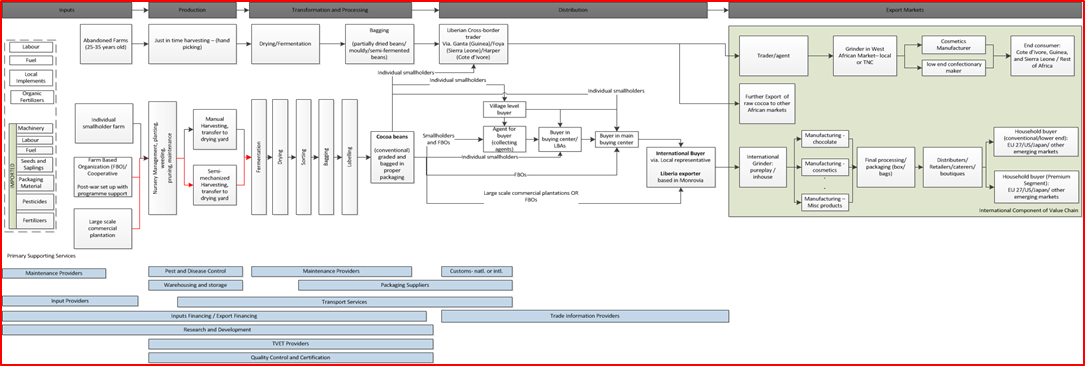 Inputs
Production
Transformation and Processing
Distribution
Export Markets
Labour
Fuel
Local
Implements
Organic
Fertilizers
IMPORTED
Machinery
Labour
Fuel
Seeds and
Saplings
Packaging
Material
Pesticides
Fertilizers
Abandoned Farms
(25-35 years old)
Just in time harvesting – (hand
picking)
Drying/Fermentation
Bagging
(partially dried beans/
mouldy/semi-fermented
beans)
Liberian Cross-border
trader
Via. Ganta (Guinea)/Foya
(Sierra Leone)/Harper
(Cote d'Ivore)
Trader/agent
Grinder in West
African Market– local
or TNC
Cosmetics
Manufacturer
low end confectionary
maker
End consumer:
Cote d'Ivore, Guinea,
and Sierra Leone / Rest
of Africa
Further Export of
raw cocoa to other
African markets
Individual
smallholder farm
Farm Based
Organization (FBO)/
Cooperative
Post-war set up with
programme support
Large scale
commercial
plantation
Nursery Management, planting,
weeding,
pruning, maintenance
Manual
Harvesting,
transfer to
drying yard
Semi-
mechanized
Harvesting,
transfer to
drying yard
Fermentation
Drying
Sorting
Bagging
Labelling
Cocoa beans
(conventional)
graded and
bagged in
proper
packaging
Individual smallholders
Individual smallholders
Individual smallholders
Village level
buyer
Smallholders
and FBOs
Agent for
buyer
(collecting
agents)
Buyer in
buying center/
LBAs
Buyer in main
buying center
Individual smallholders
FBOs
Large scale commercial plantations OR
FBOs
International Buyer
via. Local representative
Liberia exporter
based in Monrovia
International
Grinder:
pureplay /
inhouse
Manufacturing -
chocolate
Manufacturing -
cosmetics
Manufacturing –
Misc products
Final processing/
packaging (box/
bags)
Distributers/
Retailers/caterers/
boutiques
Household buyer
(conventional/lower end):
EU 27/US/Japan/ other
emerging markets
Household buyer (Premium
Segment):
EU 27/US/Japan/ other
emerging markets
International Component of Value Chain
Primary Supporting Services
Maintenance Providers
Pest and Disease Control
Maintenance Providers
Customs- natl. or intl.
Warehousing and storage
Packaging Suppliers
Input Providers
Transport Services
Inputs Financing / Export Financing
Trade Information Providers
Research and Development
TVET Providers
Quality Control and Certification